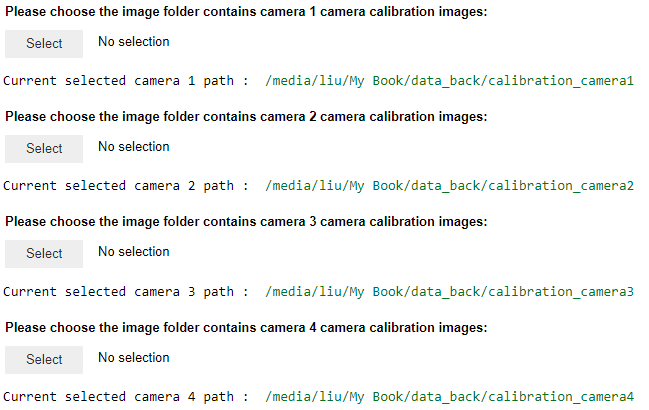 Please choose the image folder contains camera 1 camera calibration images:
Select No selection
Current selected camera 1 path :  /media/liu/My Book/data_back/calibration_camera1
Please choose the image folder contains camera 2 camera calibration images:
Select No selection
Current selected camera 2 path :  /media/liu/My Book/data_back/calibration_camera2
Please choose the image folder contains camera 3 camera calibration images:
Select No selection
Current selected camera 3 path :  /media/liu/My Book/data_back/calibration_camera3
Please choose the image folder contains camera 4 camera calibration images:
Select No selection
Current selected camera 4 path :  /media/liu/My Book/data_back/calibration_camera4